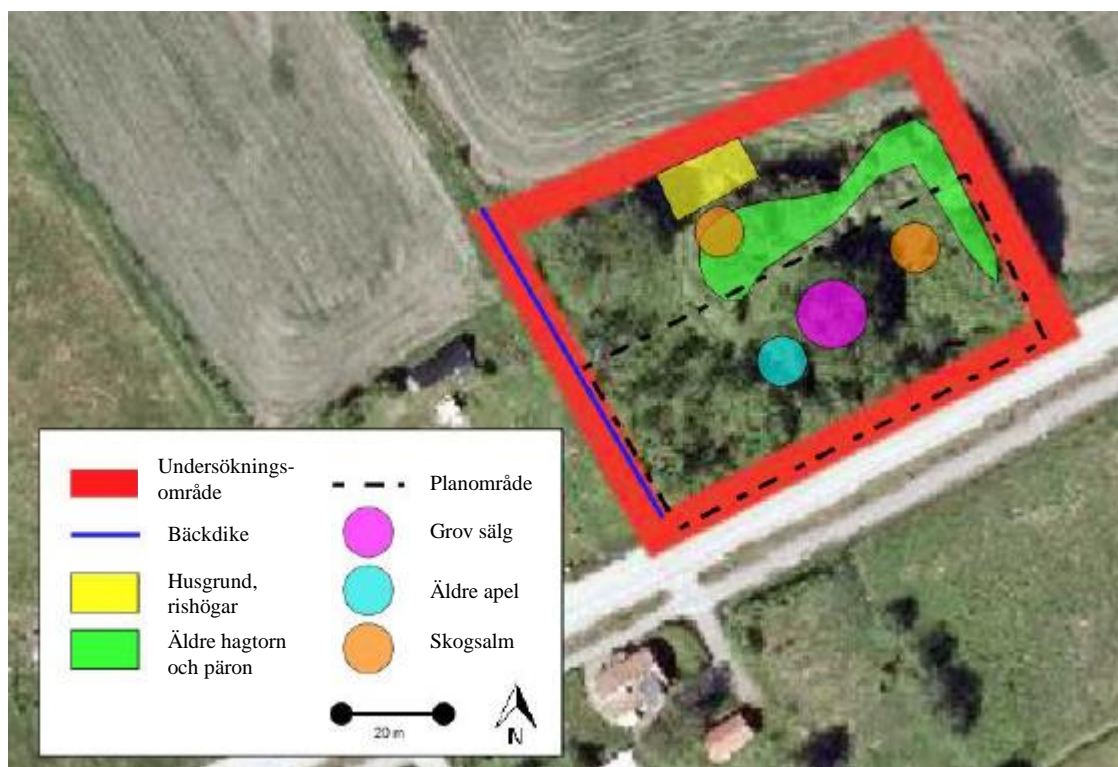 Undersöknings-
område
Bäckdike
Husgrund,
rishögar
Äldre hagtorn
och päron
Planområde
Grov sälg
Äldre apel
Skogsalm
20 m
N